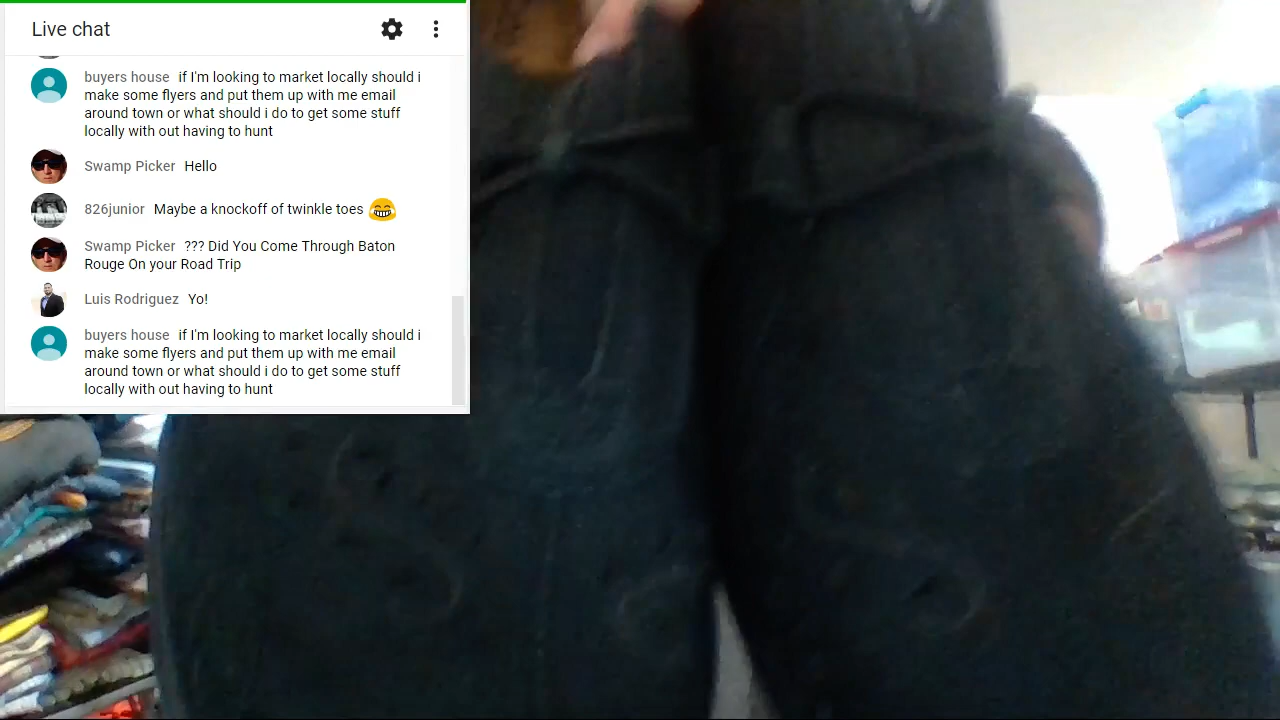 Live chat
buyers house if I'm looking to market locally should i
make some flyers and put them up with me email
around town or what should i do to get some stuff
locally with out having to hunt
Swamp Picker Hello
826junior Maybe a knockoff of twinkle toes 😂
Swamp Picker ??? Did You Come Through Baton
Rouge On your Road Trip
Luis Rodriguez Yo!
buyers house if I'm looking to market locally should i
make some flyers and put them up with me email
around town or what should i do to get some stuff
locally with out having to hunt